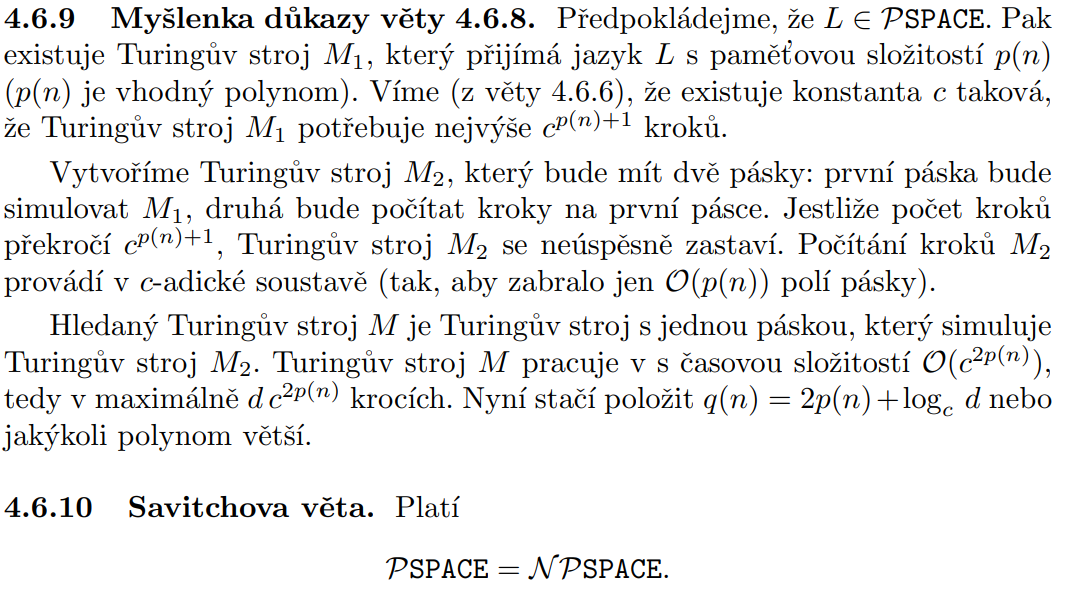 4.6.9 Myšlenka důkazy věty 4.6.8. Předpokládejme, že L ∈ 𝒫SPACE. Pak
existuje Turingův stroj M₁, který přijímá jazyk L s paměťovou složitostí p(n)
(p(n) je vhodný polynom). Víme (z věty 4.6.6), že existuje konstanta c taková,
že Turingův stroj M₁ potřebuje nejvýše c^{p(n)+1} kroků.
Vytvoříme Turingův stroj M₂, který bude mít dvě pásky: první páska bude
simulovat M₁, druhá bude počítat kroky na první pásce. Jestliže počet kroků
překročí c^{p(n)+1}, Turingův stroj M₂ se neúspěsně zastaví. Počítání kroků M₂
provádí v c-adické soustavě (tak, aby zabralo jen 𝒪(p(n)) polí pásky).
Hledaný Turingův stroj M je Turingův stroj s jednou páskou, který simuluje
Turingův stroj M₂. Turingův stroj M pracuje v s časovou složitostí 𝒪(c^{2p(n)}),
tedy v maximálně d c^{2p(n)} krocích. Nyní stačí položit q(n) = 2p(n) + log_c d nebo
jakýkoli polynom větší.
4.6.10 Savitchova věta. Platí
𝒫SPACE = 𝒩𝒫SPACE.